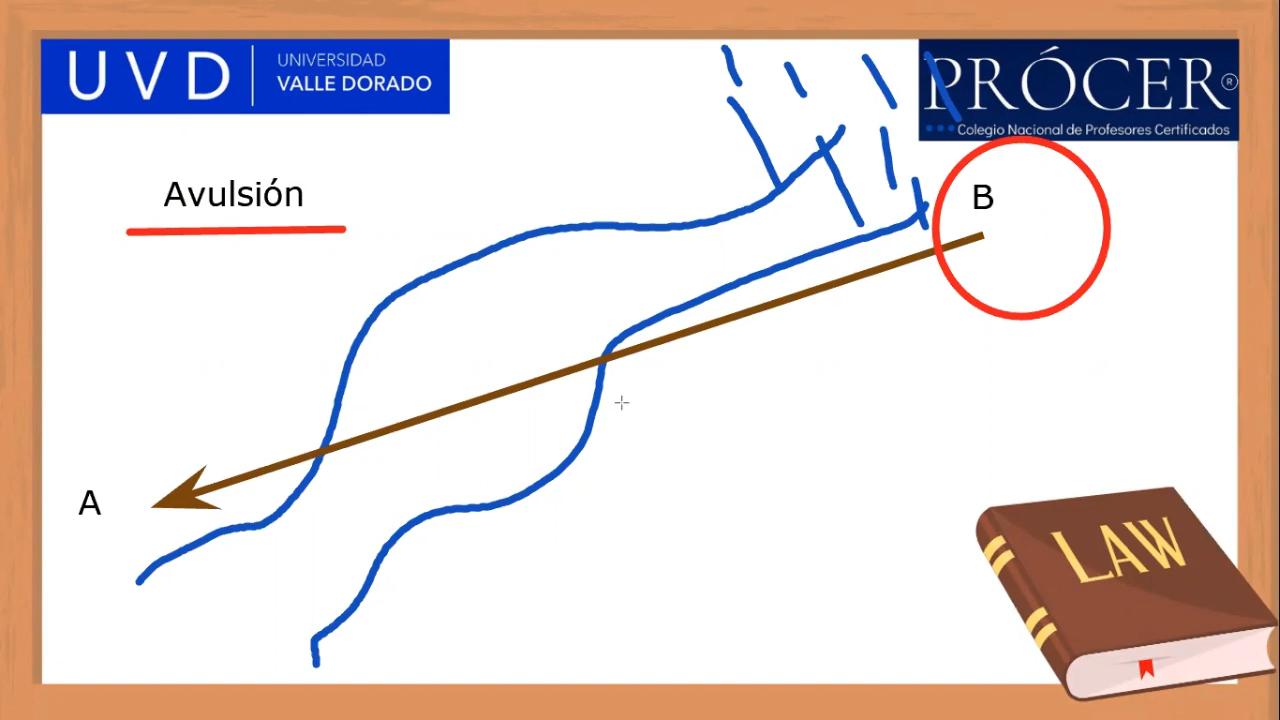 UVD
UNIVERSIDAD
VALLE DORADO
PRÓCER®
Colegio Nacional de Profesores Certificados
Avulsión
B
A
LAW